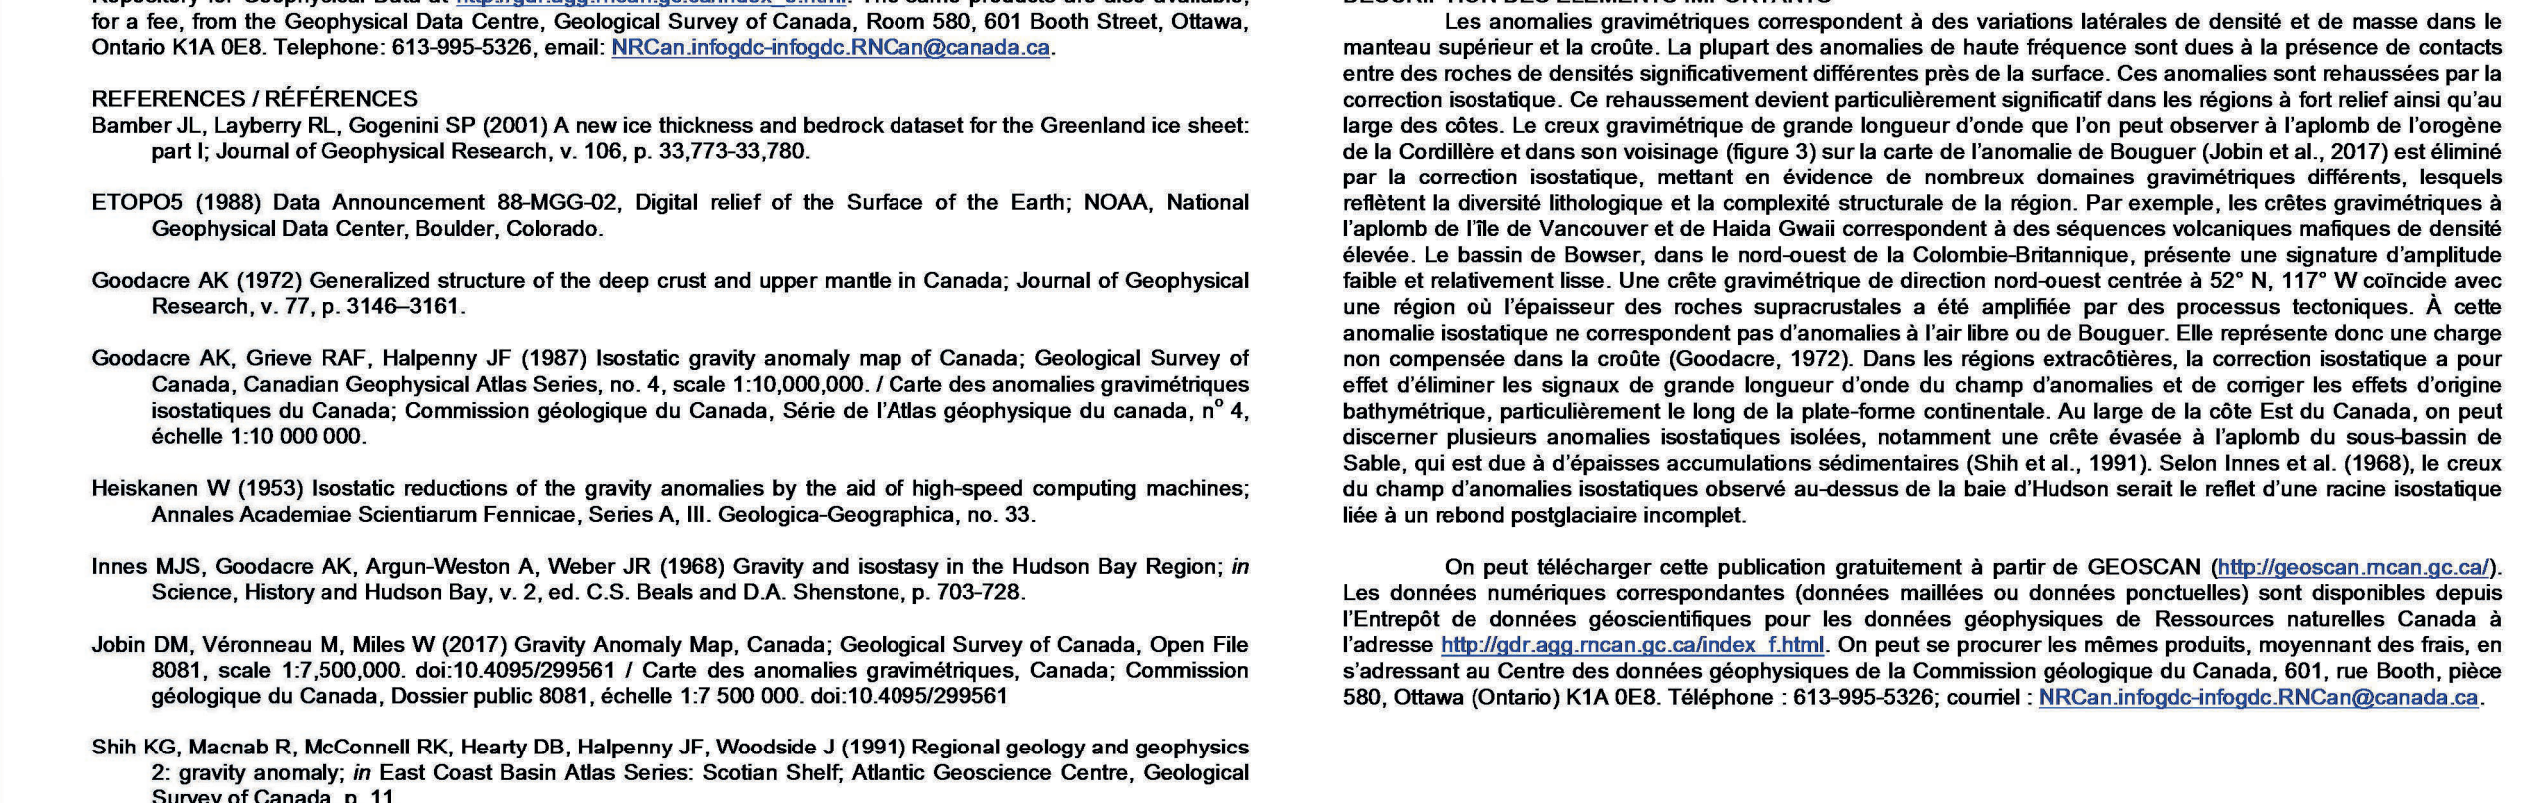 Repository for Geophysical Data at http://gdr.agg.rncan.gc.ca/index_e.html. The same products are also available,
for a fee, from the Geophysical Data Centre, Geological Survey of Canada, Room 580, 601 Booth Street, Ottawa,
Ontario K1A 0E8. Telephone: 613-995-5326, email: NRCan.infogdc-infogdc.RNCan@canada.ca.
REFERENCES / RÉFÉRENCES
Bamber JL, Layberry RL, Gogenini SP (2001) A new ice thickness and bedrock dataset for the Greenland ice sheet:
part I; Journal of Geophysical Research, v. 106, p. 33,773-33,780.
ETOPO5 (1988) Data Announcement 88-MGG-02, Digital relief of the Surface of the Earth; NOAA, National
Geophysical Data Center, Boulder, Colorado.
Goodacre AK (1972) Generalized structure of the deep crust and upper mantle in Canada; Journal of Geophysical
Research, v. 77, p. 3146–3161.
Goodacre AK, Grieve RAF, Halpenny JF (1987) Isostatic gravity anomaly map of Canada; Geological Survey of
Canada, Canadian Geophysical Atlas Series, no. 4, scale 1:10,000,000. / Carte des anomalies gravimétriques
isostatiques du Canada; Commission géologique du Canada, Série de l'Atlas géophysique du canada, nº 4,
échelle 1:10 000 000.
Heiskanen W (1953) Isostatic reductions of the gravity anomalies by the aid of high-speed computing machines;
Annales Academiae Scientiarum Fennicae, Series A, III. Geologica-Geographica, no. 33.
Innes MJS, Goodacre AK, Argun-Weston A, Weber JR (1968) Gravity and isostasy in the Hudson Bay Region; in
Science, History and Hudson Bay, v. 2, ed. C.S. Beals and D.A. Shenstone, p. 703-728.
Jobin DM, Véronneau M, Miles W (2017) Gravity Anomaly Map, Canada; Geological Survey of Canada, Open File
8081, scale 1:7,500,000. doi:10.4095/299561 / Carte des anomalies gravimétriques, Canada; Commission
géologique du Canada, Dossier public 8081, échelle 1:7 500 000. doi:10.4095/299561
Shih KG, Macnab R, McConnell RK, Hearty DB, Halpenny JF, Woodside J (1991) Regional geology and geophysics
2: gravity anomaly; in East Coast Basin Atlas Series: Scotian Shelf; Atlantic Geoscience Centre, Geological
Survey of Canada, p. 11
DESCRIPTION DES ÉLÉMENTS IMPORTANTS
Les anomalies gravimétriques correspondent à des variations latérales de densité et de masse dans le
manteau supérieur et la croûte. La plupart des anomalies de haute fréquence sont dues à la présence de contacts
entre des roches de densités significativement différentes près de la surface. Ces anomalies sont rehaussées par la
correction isostatique. Ce rehaussement devient particulièrement significatif dans les régions à fort relief ainsi qu'au
large des côtes. Le creux gravimétrique de grande longueur d'onde que l'on peut observer à l'aplomb de l'orogène
de la Cordillère et dans son voisinage (figure 3) sur la carte de l'anomalie de Bouguer (Jobin et al., 2017) est éliminé
par la correction isostatique, mettant en évidence de nombreux domaines gravimétriques différents, lesquels
reflètent la diversité lithologique et la complexité structurale de la région. Par exemple, les crêtes gravimétriques à
l'aplomb de l'île de Vancouver et de Haida Gwaii correspondent à des séquences volcaniques mafiques de densité
élevée. Le bassin de Bowser, dans le nord-ouest de la Colombie-Britannique, présente une signature d'amplitude
faible et relativement lisse. Une crête gravimétrique de direction nord-ouest centrée à 52° N, 117° W coïncide avec
une région où l'épaisseur des roches supracrustales a été amplifiée par des processus tectoniques. À cette
anomalie isostatique ne correspondent pas d'anomalies à l'air libre ou de Bouguer. Elle représente donc une charge
non compensée dans la croûte (Goodacre, 1972). Dans les régions extracôtières, la correction isostatique a pour
effet d'éliminer les signaux de grande longueur d'onde du champ d'anomalies et de corriger les effets d'origine
bathymétrique, particulièrement le long de la plate-forme continentale. Au large de la côte Est du Canada, on peut
discerner plusieurs anomalies isostatiques isolées, notamment une crête évasée à l'aplomb du sous-bassin de
Sable, qui est due à d'épaisses accumulations sédimentaires (Shih et al., 1991). Selon Innes et al. (1968), le creux
du champ d'anomalies isostatiques observé au-dessus de la baie d'Hudson serait le reflet d'une racine isostatique
liée à un rebond postglaciaire incomplet.
On peut télécharger cette publication gratuitement à partir de GEOSCAN (http://geoscan.rncan.gc.ca/).
Les données numériques correspondantes (données maillées ou données ponctuelles) sont disponibles depuis
l'Entrepôt de données géoscientifiques pour les données géophysiques de Ressources naturelles Canada à
l'adresse http://gdr.agg.rncan.gc.ca/index_f.html. On peut se procurer les mêmes produits, moyennant des frais, en
s'adressant au Centre des données géophysiques de la Commission géologique du Canada, 601, rue Booth, pièce
580, Ottawa (Ontario) K1A 0E8. Téléphone : 613-995-5326; courriel : NRCan.infogdc-infogdc.RNCan@canada.ca.